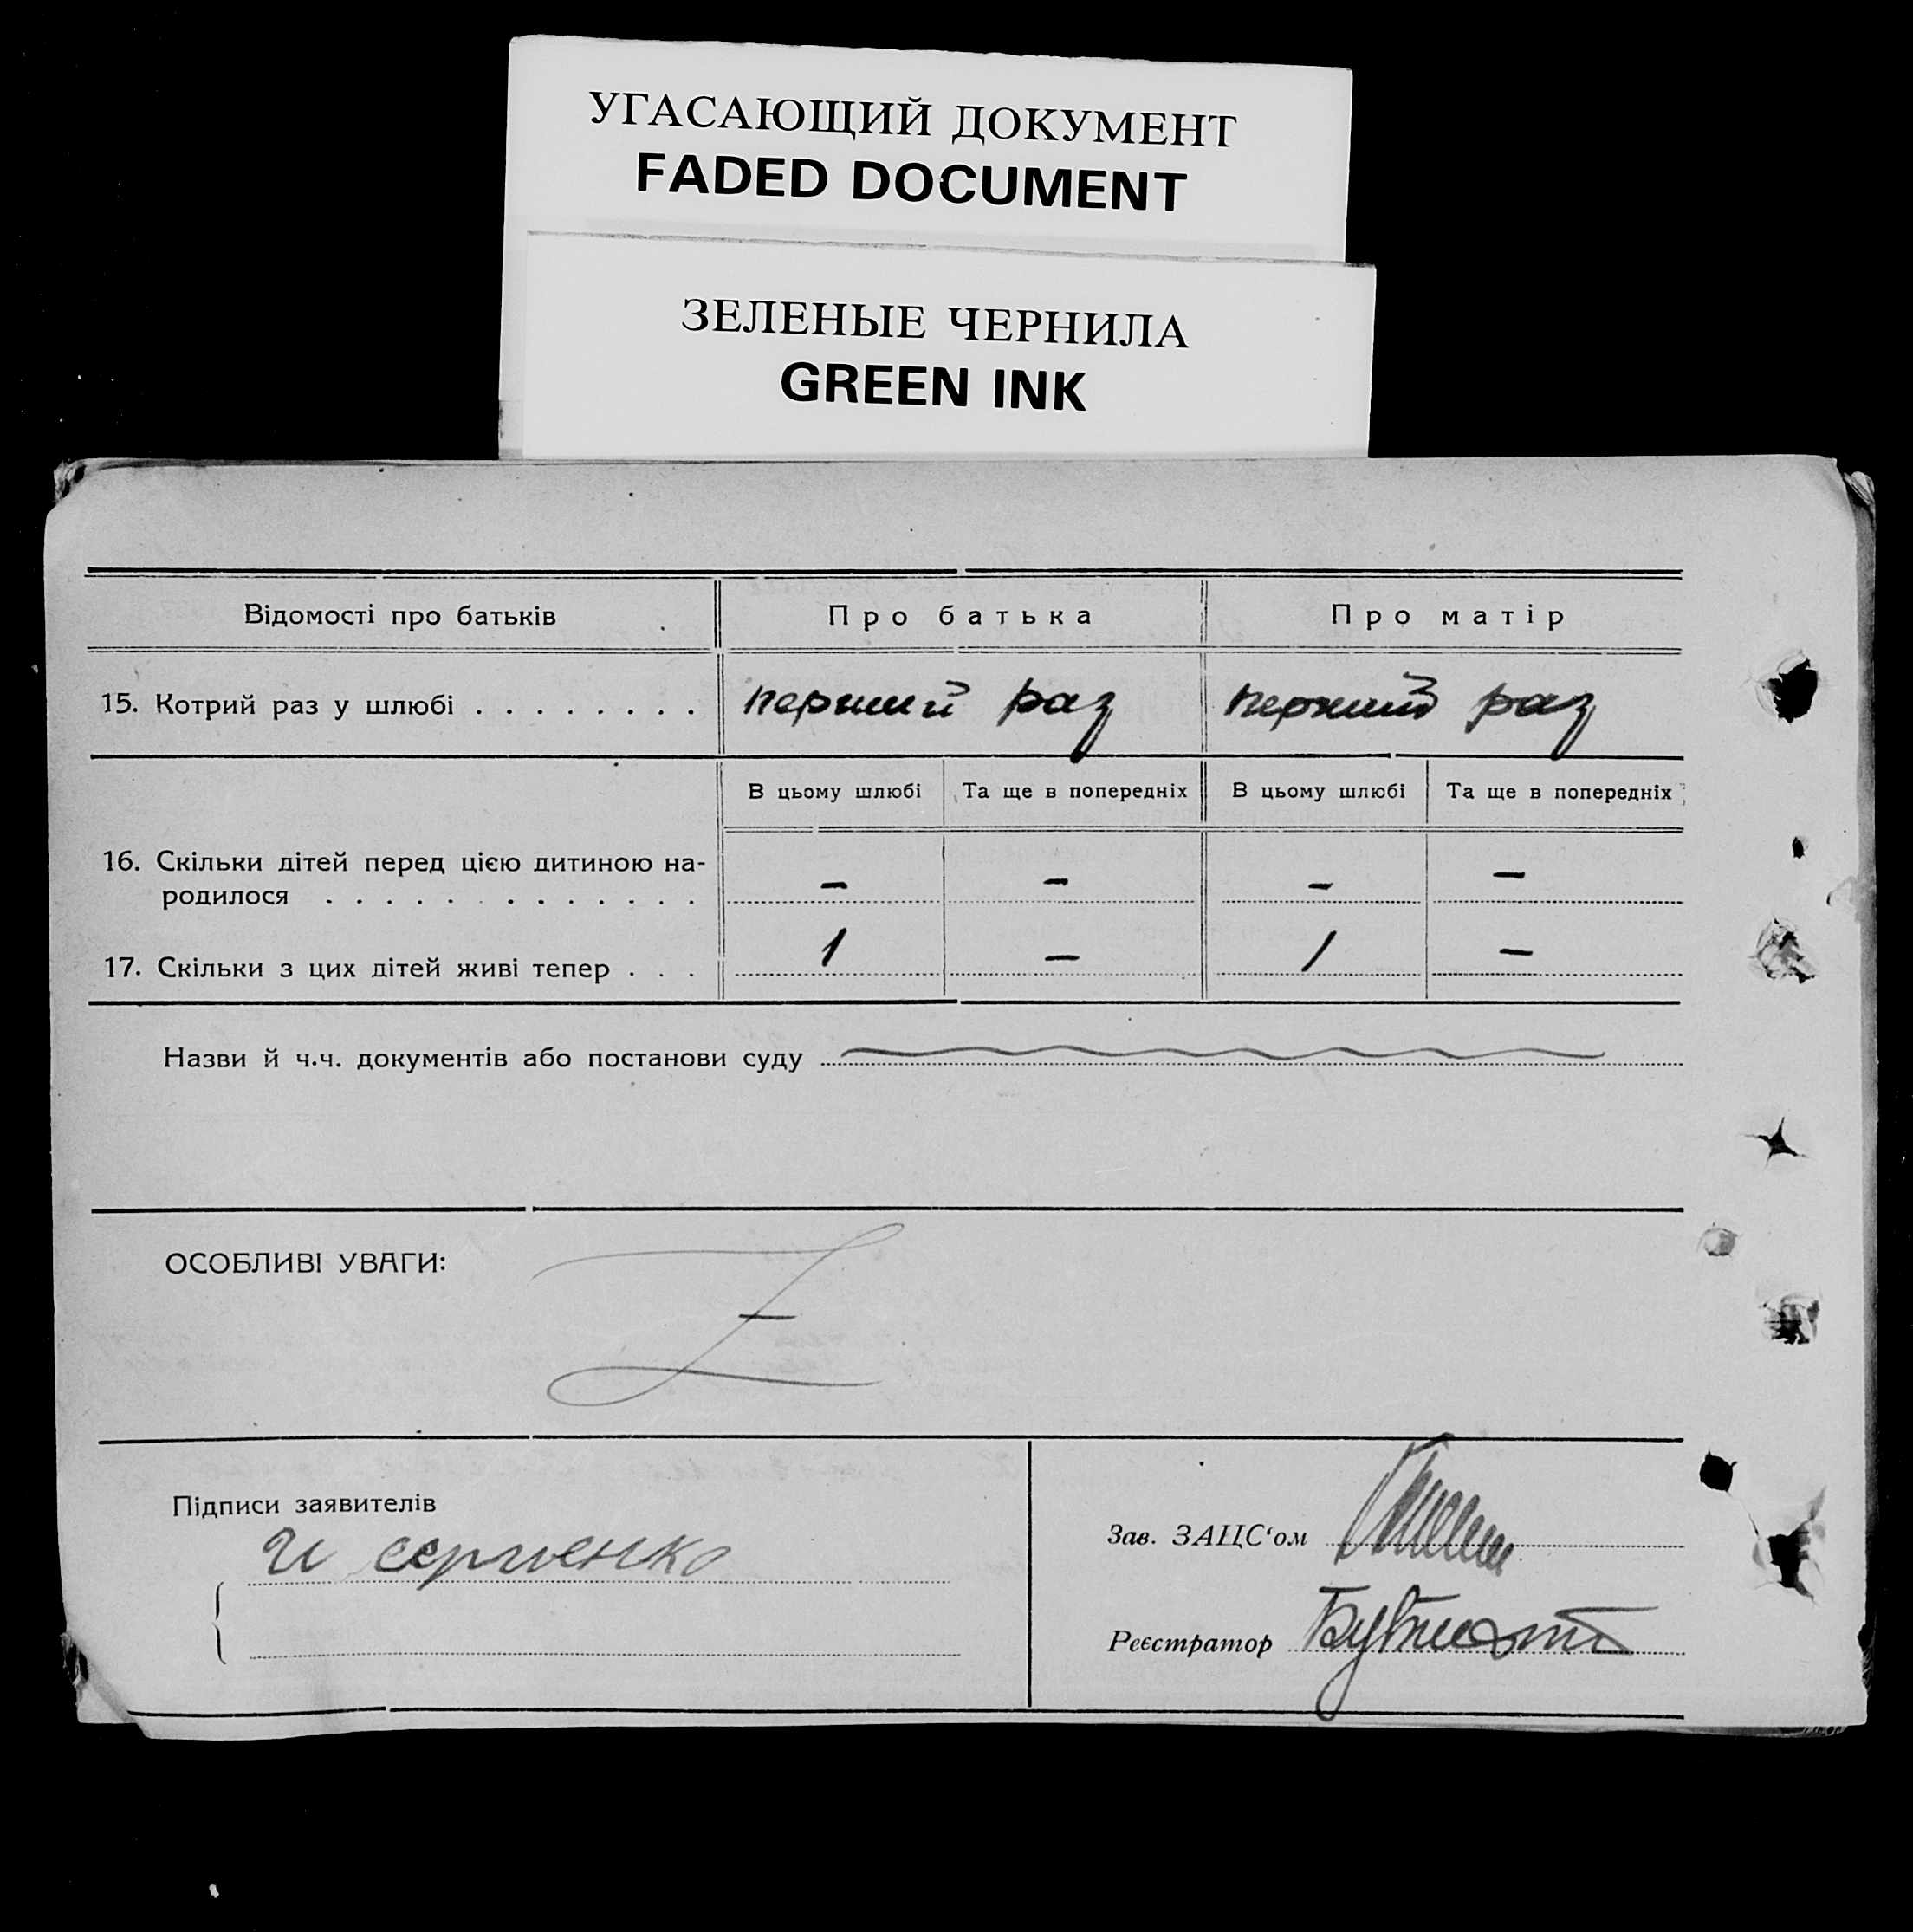 УГАСАЮЩИЙ ДОКУМЕНТ
FADED DOCUMENT
ЗЕЛЕНЫЕ ЧЕРНИЛА
GREEN INK
Відомості про батьків Про батька Про матір
15. Котрий раз у шлюбі . . . . . . . . перший раз перший раз
В цьому шлюбі Та ще в попередніх В цьому шлюбі Та ще в попередніх
16. Скільки дітей перед цією дитиною на-
родилося . . . . . . . . . . . . . – – – –
17. Скільки з цих дітей живі тепер . . . 1 – 1 –
Назви й ч.ч. документів або постанови суду
ОСОБЛИВІ УВАГИ:
Підписи заявителів
Зав. ЗАЦС‘ом
Реєстратор